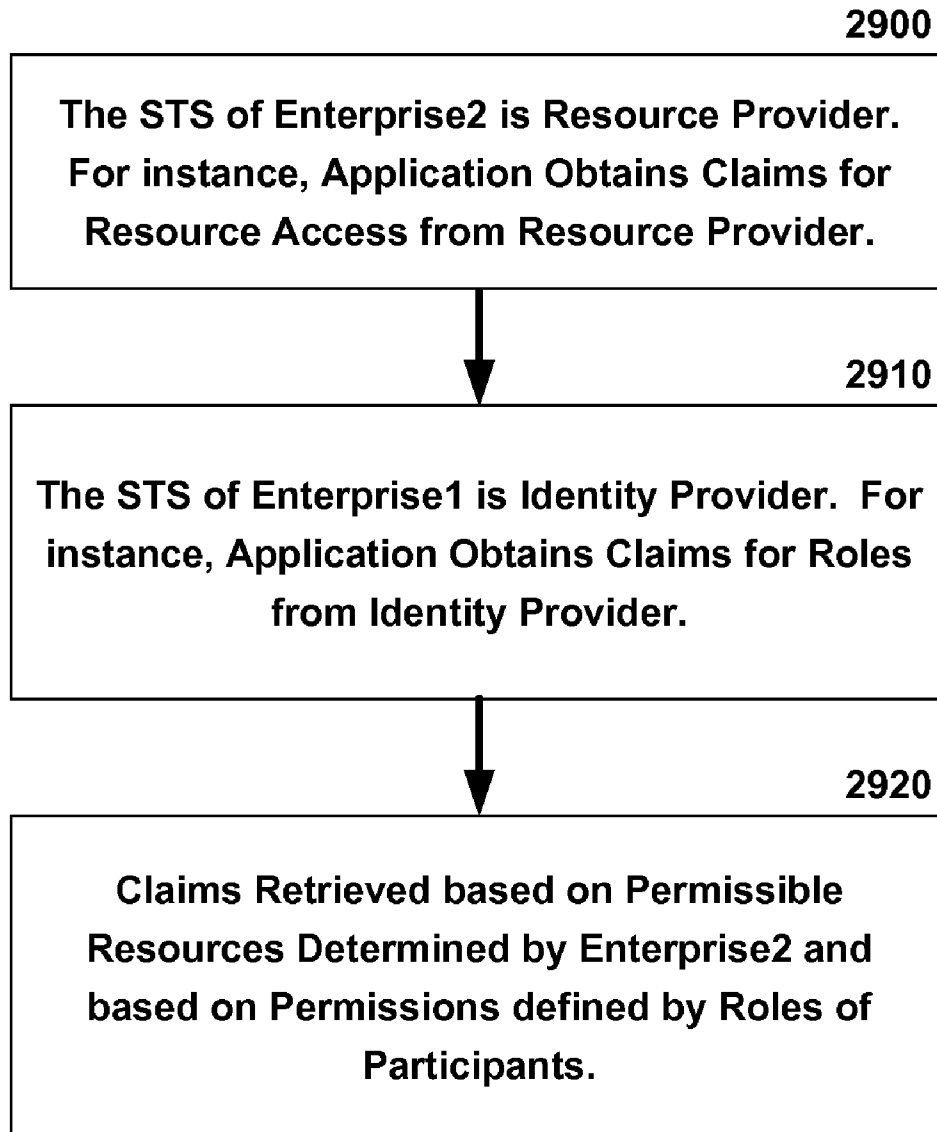 2900
The STS of Enterprise2 is Resource Provider.
For instance, Application Obtains Claims for
Resource Access from Resource Provider.
2910
The STS of Enterprise1 is Identity Provider.  For
instance, Application Obtains Claims for Roles
from Identity Provider.
2920
Claims Retrieved based on Permissible
Resources Determined by Enterprise2 and
based on Permissions defined by Roles of
Participants.